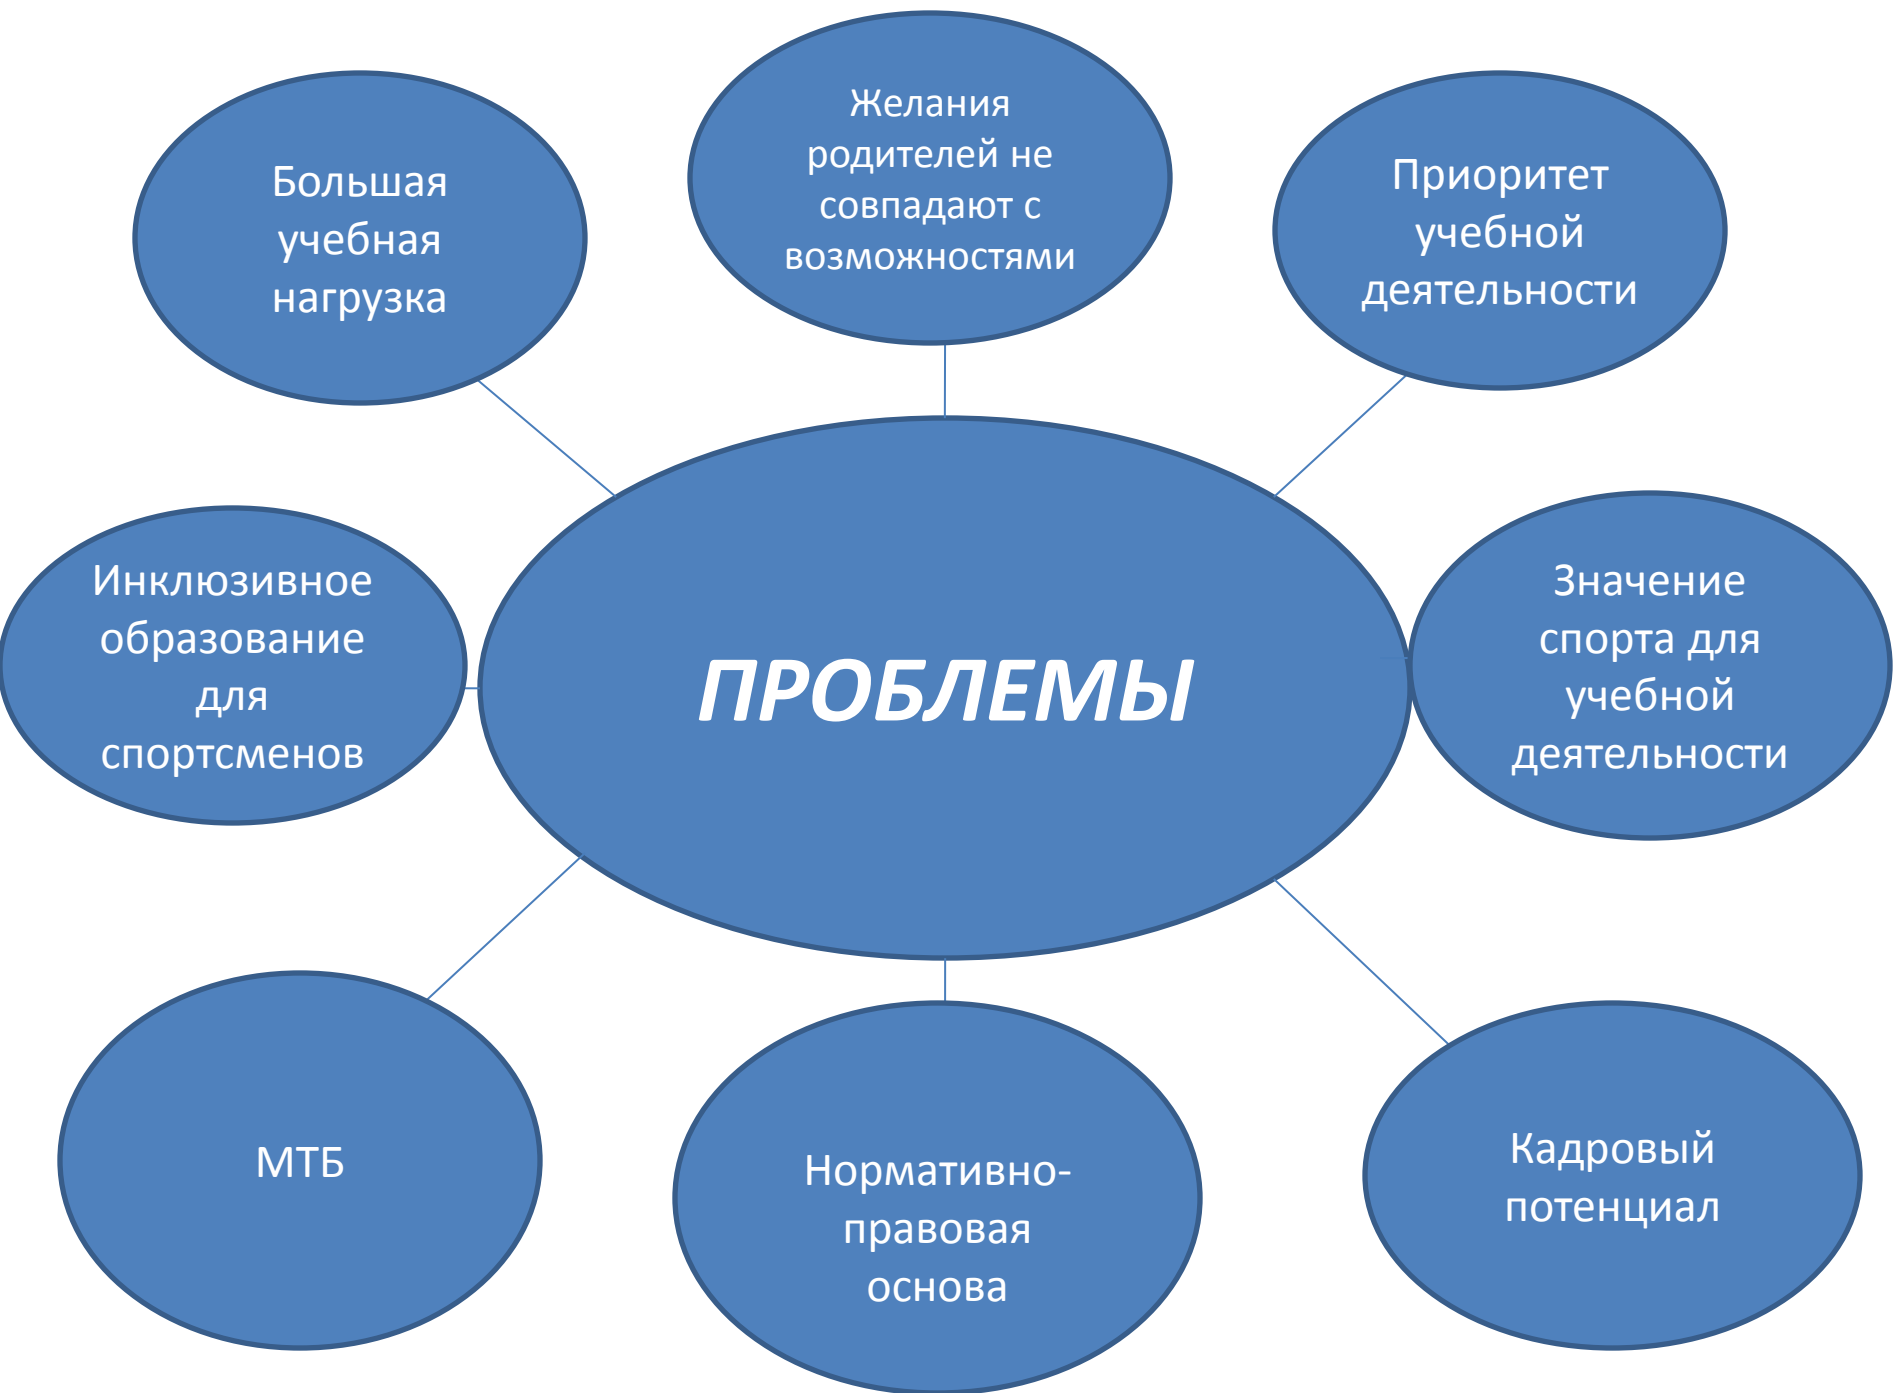 Желания
родителей не
совпадают с
возможностями
Большая
учебная
нагрузка
Приоритет
учебной
деятельности
Инклюзивное
образование
для
спортсменов
ПРОБЛЕМЫ
Значение
спорта для
учебной
деятельности
МТБ
Нормативно-
правовая
основа
Кадровый
потенциал